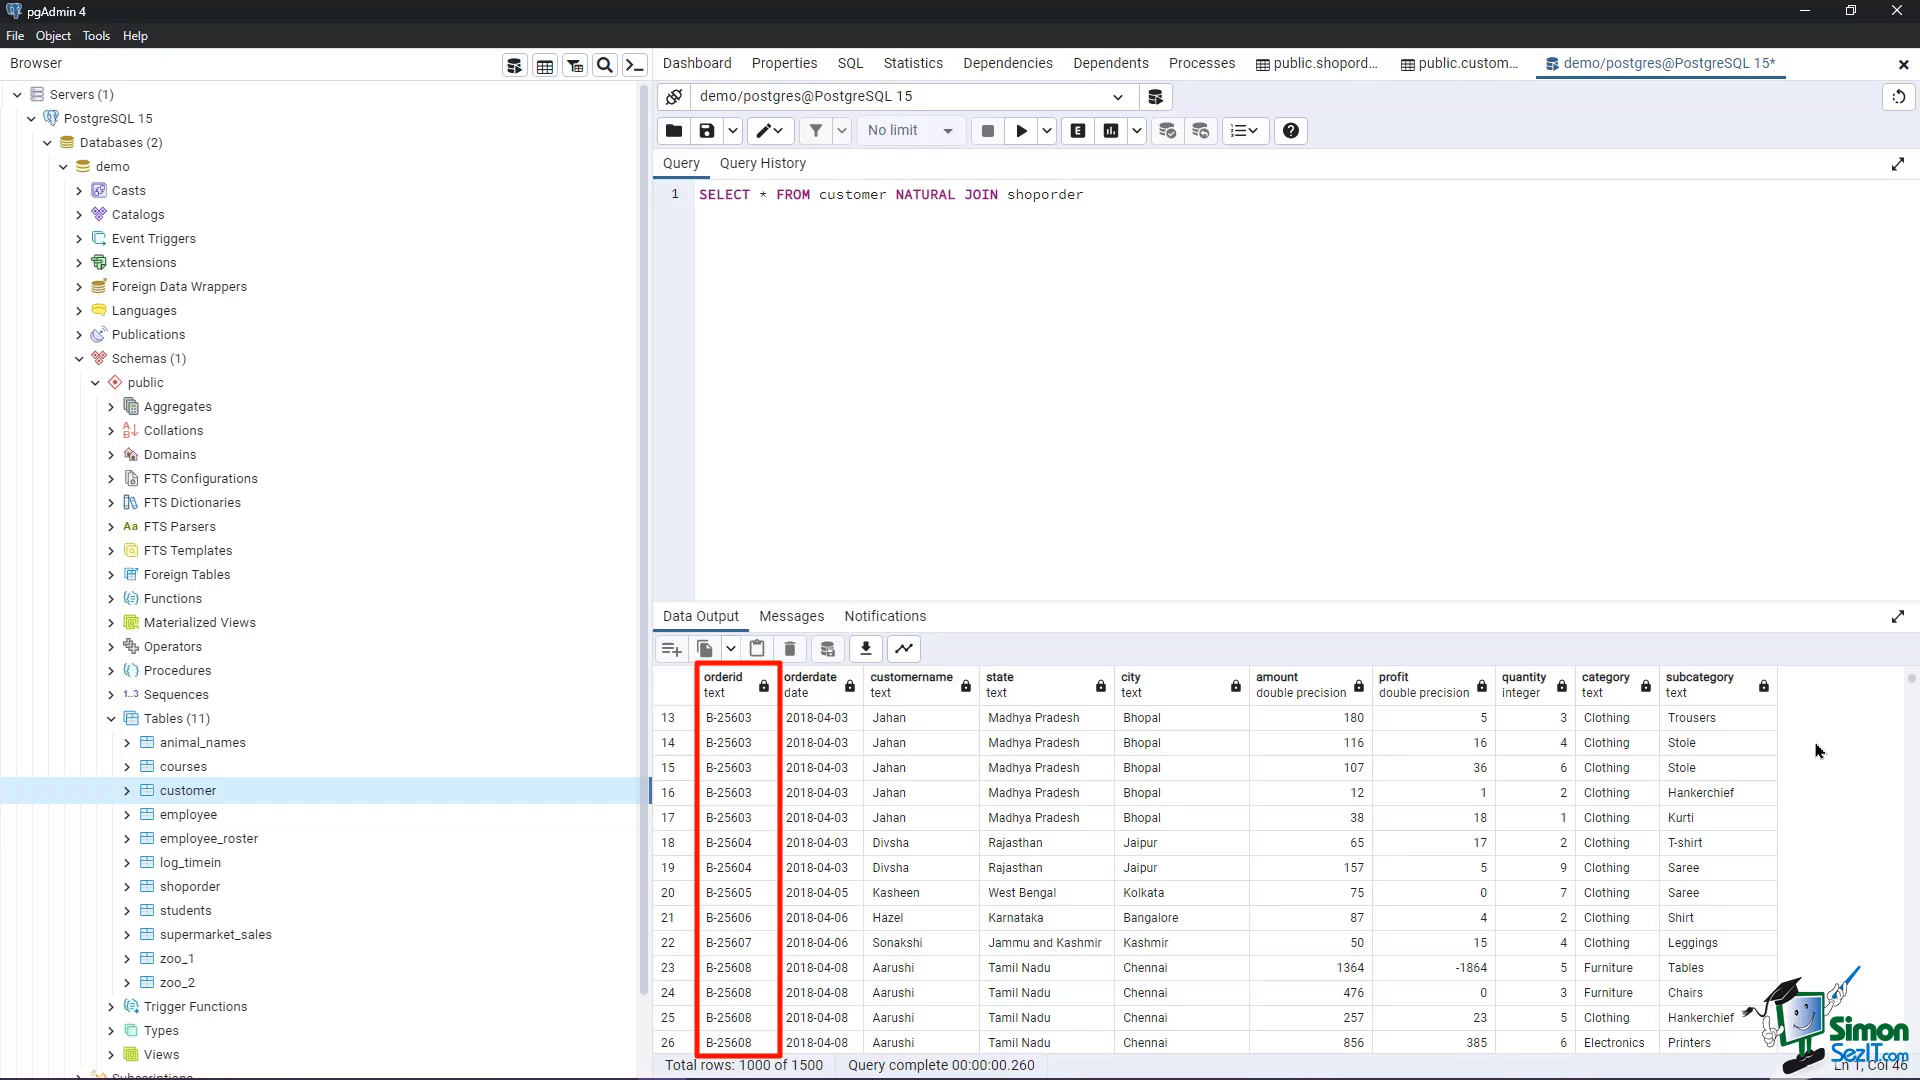 pgAdmin 4
File Object Tools Help
Browser
Dashboard Properties SQL Statistics Dependencies Dependents Processes public.shopord... public.custom... demo/postgres@PostgreSQL 15*
Servers (1)
PostgreSQL 15
Databases (2)
demo
Casts
Catalogs
Event Triggers
Extensions
Foreign Data Wrappers
Languages
Publications
Schemas (1)
public
Aggregates
Collations
Domains
FTS Configurations
FTS Dictionaries
FTS Parsers
FTS Templates
Foreign Tables
Functions
Materialized Views
Operators
Procedures
Sequences
Tables (11)
animal_names
courses
customer
employee
employee_roster
log_timein
shoporder
students
supermarket_sales
zoo_1
zoo_2
Trigger Functions
Types
Views
Subscriptions
demo/postgres@PostgreSQL 15
No limit
Query Query History
1 SELECT * FROM customer NATURAL JOIN shoporder
Data Output Messages Notifications
orderid orderdate customername state city amount profit quantity category subcategory
text date text text text double precision double precision integer text text
13 B-25603 2018-04-03 Jahan Madhya Pradesh Bhopal 180 5 3 Clothing Trousers
14 B-25603 2018-04-03 Jahan Madhya Pradesh Bhopal 116 16 4 Clothing Stole
15 B-25603 2018-04-03 Jahan Madhya Pradesh Bhopal 107 36 6 Clothing Stole
16 B-25603 2018-04-03 Jahan Madhya Pradesh Bhopal 12 1 2 Clothing Hankerchief
17 B-25603 2018-04-03 Jahan Madhya Pradesh Bhopal 38 18 1 Clothing Kurti
18 B-25604 2018-04-03 Divsha Rajasthan Jaipur 65 17 2 Clothing T-shirt
19 B-25604 2018-04-03 Divsha Rajasthan Jaipur 157 5 9 Clothing Saree
20 B-25605 2018-04-05 Kasheen West Bengal Kolkata 75 0 7 Clothing Saree
21 B-25606 2018-04-06 Hazel Karnataka Bangalore 87 4 2 Clothing Shirt
22 B-25607 2018-04-06 Sonakshi Jammu and Kashmir Kashmir 50 15 4 Clothing Leggings
23 B-25608 2018-04-08 Aarushi Tamil Nadu Chennai 1364 -1864 5 Furniture Tables
24 B-25608 2018-04-08 Aarushi Tamil Nadu Chennai 476 0 3 Furniture Chairs
25 B-25608 2018-04-08 Aarushi Tamil Nadu Chennai 257 23 5 Clothing Hankerchief
26 B-25608 2018-04-08 Aarushi Tamil Nadu Chennai 856 385 6 Electronics Printers
Total rows: 1000 of 1500 Query complete 00:00:00.260
Ln 1, Col 46
Simon
SezIT.com